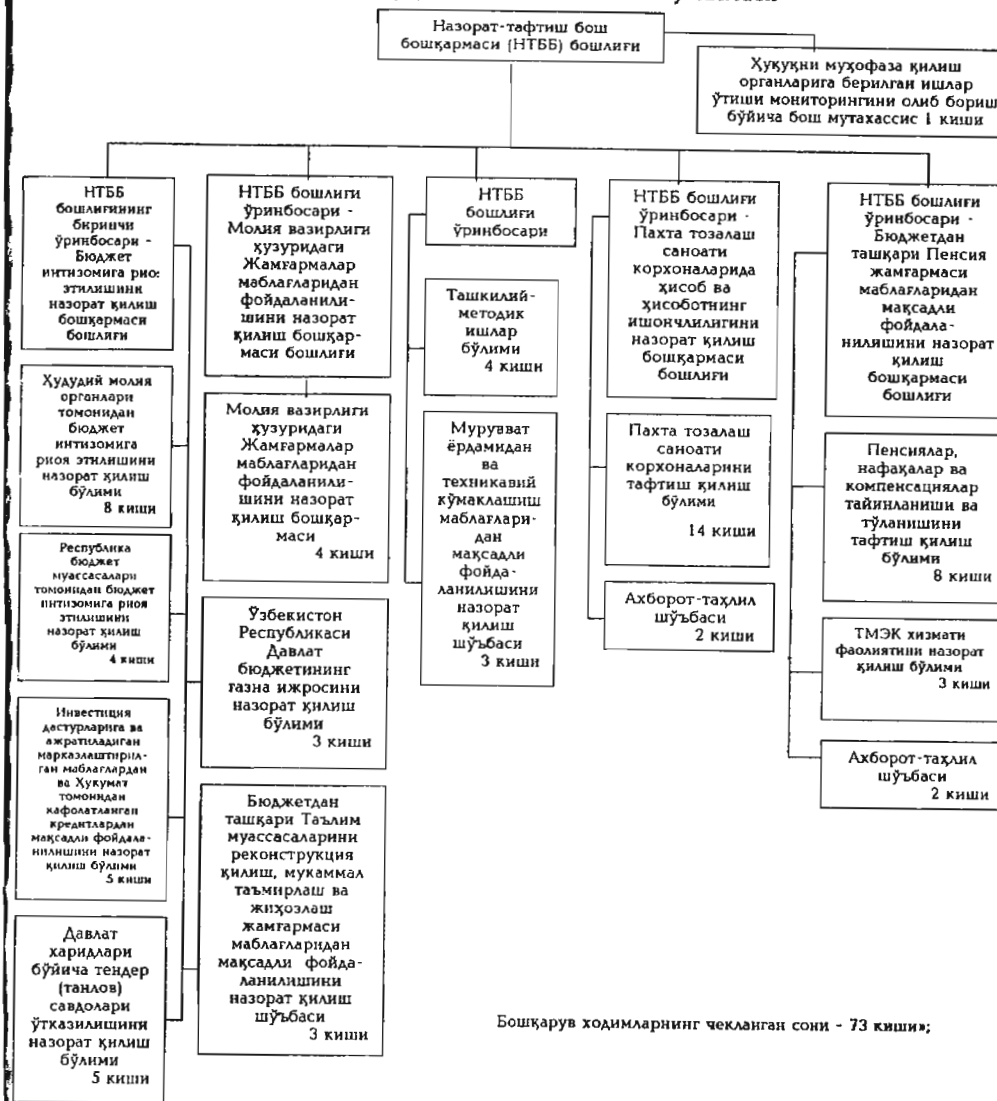 Назорат-тафтиш бош
бошқармаси (НТББ) бошлиғи
Ҳуқуқни муҳофаза қилиш
органларига берилган ишлар
ўтиши мониторингини олиб бориш
бўйича бош мутахассис 1 киши
НТББ
бошлиғининг
биринчи
ўринбосари -
Бюджет
интизомига рио
этилишини
назорат қилиш
бошқармаси
бошлиғи
Ҳудудий молия
органлари
томонидан
бюджет
интизомига
риоя этилишини
назорат қилиш
бўлими
8 киши
Республика
бюджет
муассасалари
томонидан бюджет
интизомига риоя
этилишини
назорат қилиш
бўлими
4 киши
Инвестиция
дастурларига ва
ажратиладиган
марказлаштирил-
ган маблағлардан
ва Ҳукумат
томонидан
кафолатланган
кредитлардан
мақсадли фойдала-
нилишини назорат
қилиш бўлими
5 киши
Давлат
харидлари
бўйича тендер
(танлов)
савдолари
ўтказилишини
назорат қилиш
бўлими
5 киши
НТББ бошлиғи
ўринбосари -
Молия вазирлиги
ҳузуридаги
Жамғармалар
маблағларидан
фойдаланили-
шини назорат
қилиш бошқар-
маси бошлиғи
Молия вазирлиги
ҳузуридаги
Жамғармалар
маблағларидан
фойдаланили-
шини назорат
қилиш бошқар-
маси
4 киши
Ўзбекистон
Республикаси
Давлат
бюджетининг
ғазна ижросини
назорат қилиш
бўлими
3 киши
Бюджетдан
ташқари Таълим
муассасаларини
реконструкция
қилиш, мукаммал
таъмирлаш ва
жиҳозлаш
жамғармаси
маблағларидан
мақсадли фойда-
ланилишини
назорат қилиш
шўъбаси
3 киши
НТББ
бошлиғи
ўринбосари
Ташкилий-
методик
ишлар
бўлими
4 киши
Мурувват
ёрдамидан
ва
техникавий
кўмаклашиш
маблағлари-
дан
мақсадли
фойда-
ланилишини
назорат
қилиш
шўъбаси
3 киши
НТББ бошлиғи
ўринбосари -
Пахта тозалаш
саноати
корхоналарида
ҳисоб ва
ҳисоботнинг
ишончлилигини
назорат қилиш
бошқармаси
бошлиғи
Пахта тозалаш
саноати
корхоналарини
тафтиш қилиш
бўлими
14 киши
Ахборот-таҳлил
шўъбаси
2 киши
НТББ бошлиғи
ўринбосари -
Бюджетдан
ташқари Пенсия
жамғармаси
маблағларидан
мақсадли
фойдала-
нилишини назорат
қилиш
бошқармаси
бошлиғи
Пенсиялар,
нафақалар ва
компенсациялар
тайинланиши ва
тўланишини
тафтиш қилиш
бўлими
8 киши
ТМЭК хизмати
фаолиятини назорат
қилиш бўлими
3 киши
Ахборот-таҳлил
шўъбаси
2 киши
Бошқарув ходимларнинг чекланган сони - 73 киши»;